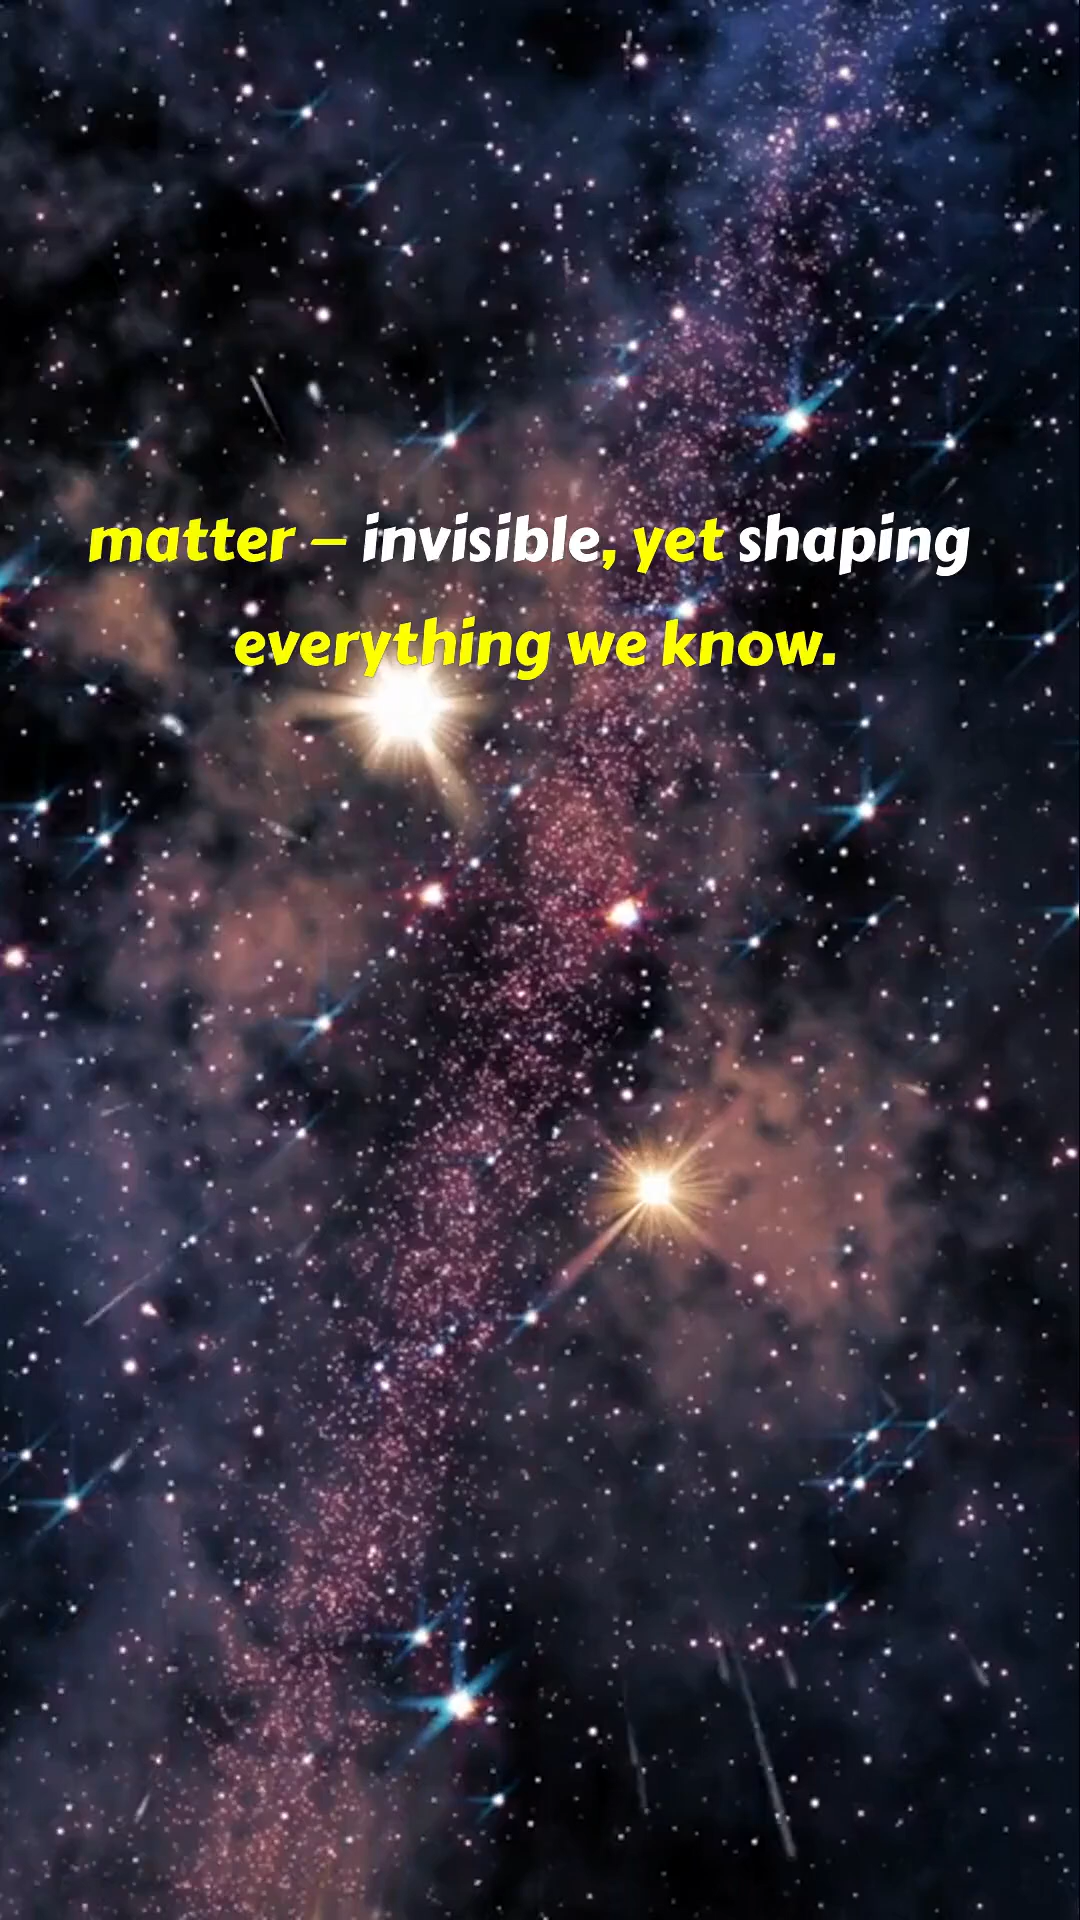 matter – invisible, yet shaping
everything we know.